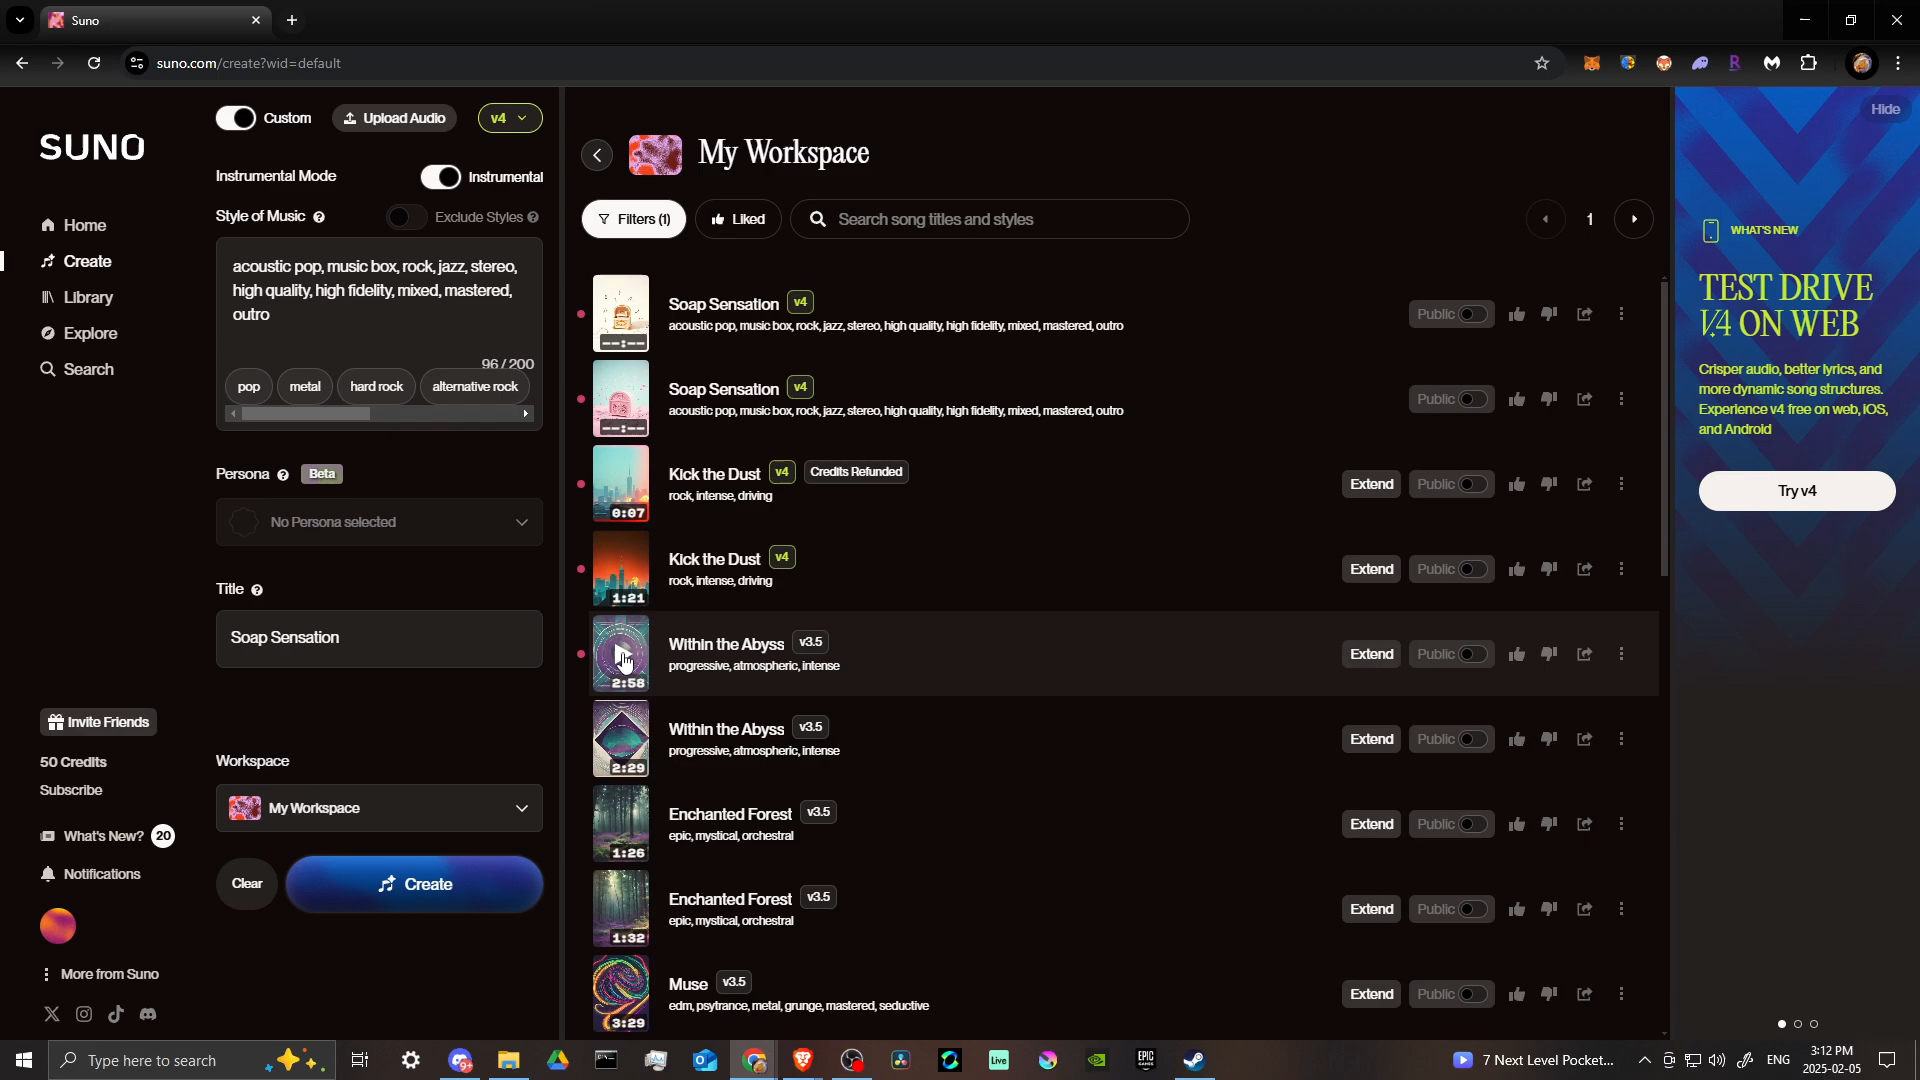 Suno
suno.com/create?wid=default
SUNO
Home
Create
Library
Explore
Search
Invite Friends
50 Credits
Subscribe
What's New? 20
Notifications
More from Suno
Custom
Upload Audio
v4
Instrumental Mode
Instrumental
Style of Music
Exclude Styles
acoustic pop, music box, rock, jazz, stereo,
high quality, high fidelity, mixed, mastered,
outro
96 / 200
pop metal hard rock alternative rock
Persona Beta
No Persona selected
Title
Soap Sensation
Workspace
My Workspace
Clear
Create
My Workspace
Filters (1)
Liked
Search song titles and styles
1
Soap Sensation v4
acoustic pop, music box, rock, jazz, stereo, high quality, high fidelity, mixed, mastered, outro
--:--
Public
Soap Sensation v4
acoustic pop, music box, rock, jazz, stereo, high quality, high fidelity, mixed, mastered, outro
--:--
Public
Kick the Dust v4 Credits Refunded
rock, intense, driving
0:07
Extend Public
Kick the Dust v4
rock, intense, driving
1:21
Extend Public
Within the Abyss v3.5
progressive, atmospheric, intense
2:58
Extend Public
Within the Abyss v3.5
progressive, atmospheric, intense
2:29
Extend Public
Enchanted Forest v3.5
epic, mystical, orchestral
1:26
Extend Public
Enchanted Forest v3.5
epic, mystical, orchestral
1:32
Extend Public
Muse v3.5
edm, psytrance, metal, grunge, mastered, seductive
3:29
Extend Public
Hide
WHAT'S NEW
TEST DRIVE
V4 ON WEB
Crisper audio, better lyrics, and
more dynamic song structures.
Experience v4 free on web, iOS,
and Android
Try v4
Type here to search
9+
Live
EPIC
GAMES
7 Next Level Pocket...
ENG
3:12 PM
2025-02-05